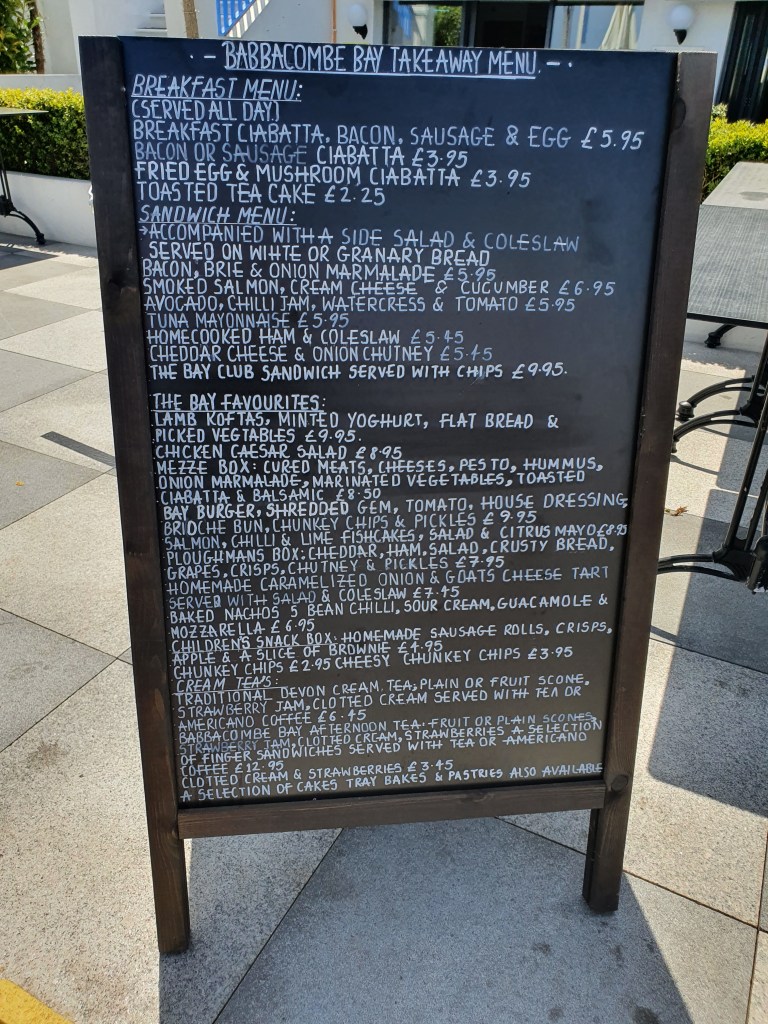 - BABBACOMBE BAY TAKEAWAY MENU. -
BREAKFAST MENU:
(SERVED ALL DAY)
BREAKFAST CIABATTA, BACON, SAUSAGE & EGG £5.95
BACON OR SAUSAGE CIABATTA £3.95
FRIED EGG & MUSHROOM CIABATTA £3.95
TOASTED TEA CAKE £2.25
SANDWICH MENU:
→ACCOMPANIED WITH A SIDE SALAD & COLESLAW
SERVED ON WHITE OR GRANARY BREAD
BACON, BRIE & ONION MARMALADE £5.95
SMOKED SALMON, CREAM CHEESE & CUCUMBER £6.95
AVOCADO, CHILLI JAM, WATERCRESS & TOMATO £5.95
TUNA MAYONNAISE £5.95
HOMECOOKED HAM & COLESLAW £5.45
CHEDDAR CHEESE & ONION CHUTNEY £5.45
THE BAY CLUB SANDWICH SERVED WITH CHIPS £9.95.
THE BAY FAVOURITES:
LAMB KOFTAS, MINTED YOGHURT, FLAT BREAD &
PICKED VEGTABLES £9.95.
CHICKEN CAESAR SALAD £8.95
MEZZE BOX: CURED MEATS, CHEESES, PESTO, HUMMUS,
ONION MARMALADE, MARINATED VEGETABLES, TOASTED
CIABATTA & BALSAMIC £8.50
BAY BURGER, SHREDDED GEM, TOMATO, HOUSE DRESSING,
BRIOCHE BUN, CHUNKEY CHIPS & PICKLES £9.95
SALMON, CHILLI & LIME FISHCAKES, SALAD & CITRUS MAYO £8.95
PLOUGHMANS BOX: CHEDDAR, HAM, SALAD, CRUSTY BREAD,
GRAPES, CRISPS, CHUTNEY & PICKLES £7.95
HOMEMADE CARAMELIZED ONION & GOATS CHEESE TART
SERVED WITH SALAD & COLESLAW £7.45
BAKED NACHOS 5 BEAN CHILLI, SOUR CREAM, GUACAMOLE &
MOZZARELLA £6.95
CHILDRENS SNACK BOX: HOMEMADE SAUSAGE ROLLS, CRISPS,
APPLE & A SLICE OF BROWNIE £4.95
CHUNKEY CHIPS £2.95 CHEESY CHUNKEY CHIPS £3.95
CREAM TEA'S:
TRADITIONAL DEVON CREAM TEA; PLAIN OR FRUIT SCONE,
STRAWBERRY JAM, CLOTTED CREAM SERVED WITH TEA OR
AMERICANO COFFEE £6.45
BABBACOMBE BAY AFTERNOON TEA: FRUIT OR PLAIN SCONES,
STRAWBERRY JAM, CLOTTED CREAM, STRAWBERRIES A SELECTION
OF FINGER SANDWICHES SERVED WITH TEA OR AMERICANO
COFFEE £12.95
CLOTTED CREAM & STRAWBERRIES £3.45
A SELECTION OF CAKES TRAY BAKES & PASTRIES ALSO AVAILABLE